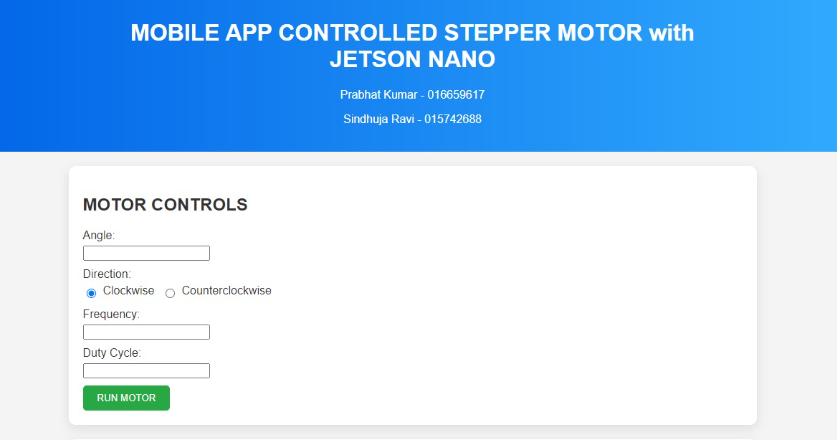 MOBILE APP CONTROLLED STEPPER MOTOR with
JETSON NANO
Prabhat Kumar - 016659617
Sindhuja Ravi - 015742688
MOTOR CONTROLS
Angle:
Direction:
Clockwise Counterclockwise
Frequency:
Duty Cycle:
RUN MOTOR